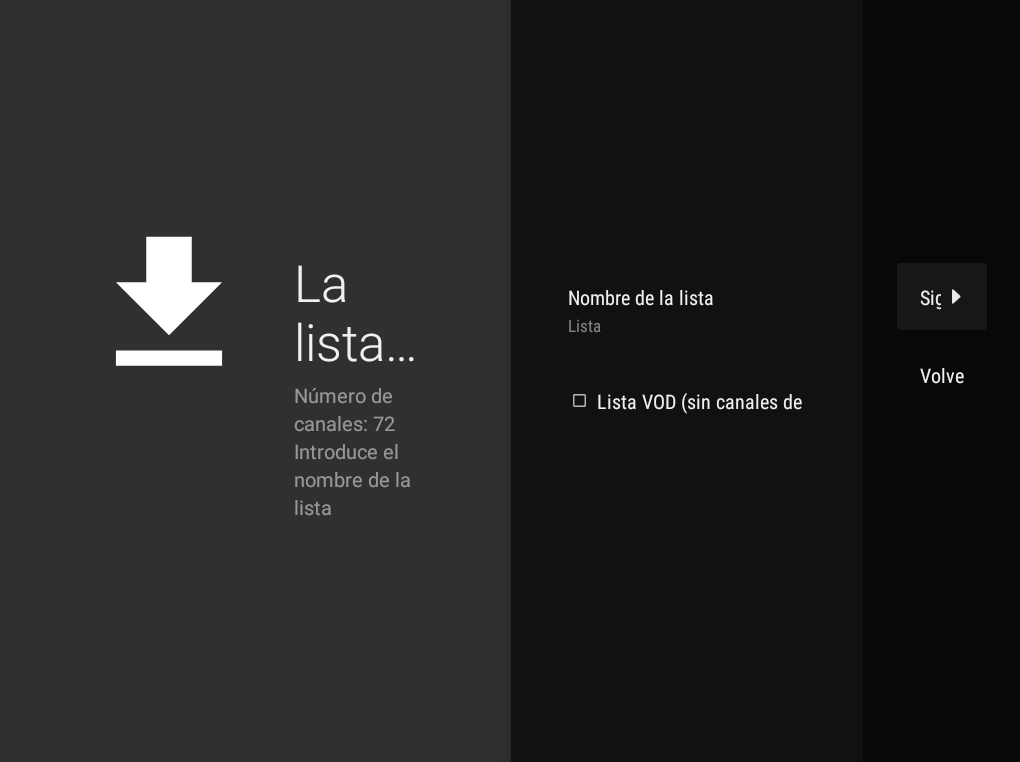 La
lista...
Número de
canales: 72
Introduce el
nombre de la
lista
Nombre de la lista
Lista
Lista VOD (sin canales de
Sig
Volve